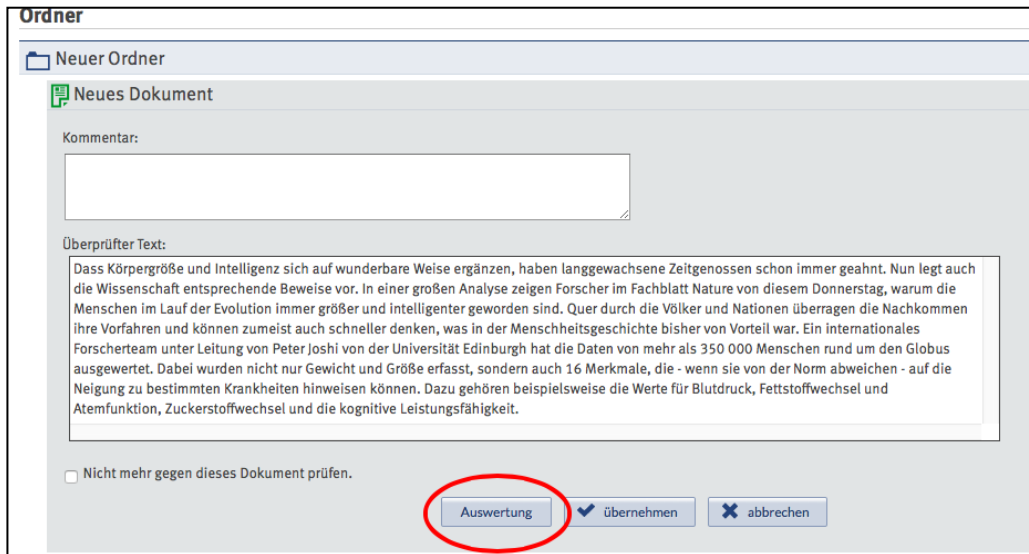 Ordner
Neuer Ordner
Neues Dokument
Kommentar:
Überprüfter Text:
Dass Körpergröße und Intelligenz sich auf wunderbare Weise ergänzen, haben langgewachsene Zeitgenossen schon immer geahnt. Nun legt auch
die Wissenschaft entsprechende Beweise vor. In einer großen Analyse zeigen Forscher im Fachblatt Nature von diesem Donnerstag, warum die
Menschen im Lauf der Evolution immer größer und intelligenter geworden sind. Quer durch die Völker und Nationen überragen die Nachkommen
ihre Vorfahren und können zumeist auch schneller denken, was in der Menschheitsgeschichte bisher von Vorteil war. Ein internationales
Forscherteam unter Leitung von Peter Joshi von der Universität Edinburgh hat die Daten von mehr als 350 000 Menschen rund um den Globus
ausgewertet. Dabei wurden nicht nur Gewicht und Größe erfasst, sondern auch 16 Merkmale, die - wenn sie von der Norm abweichen - auf die
Neigung zu bestimmten Krankheiten hinweisen können. Dazu gehören beispielsweise die Werte für Blutdruck, Fettstoffwechsel und
Atemfunktion, Zuckerstoffwechsel und die kognitive Leistungsfähigkeit.
Nicht mehr gegen dieses Dokument prüfen.
Auswertung übernehmen abbrechen